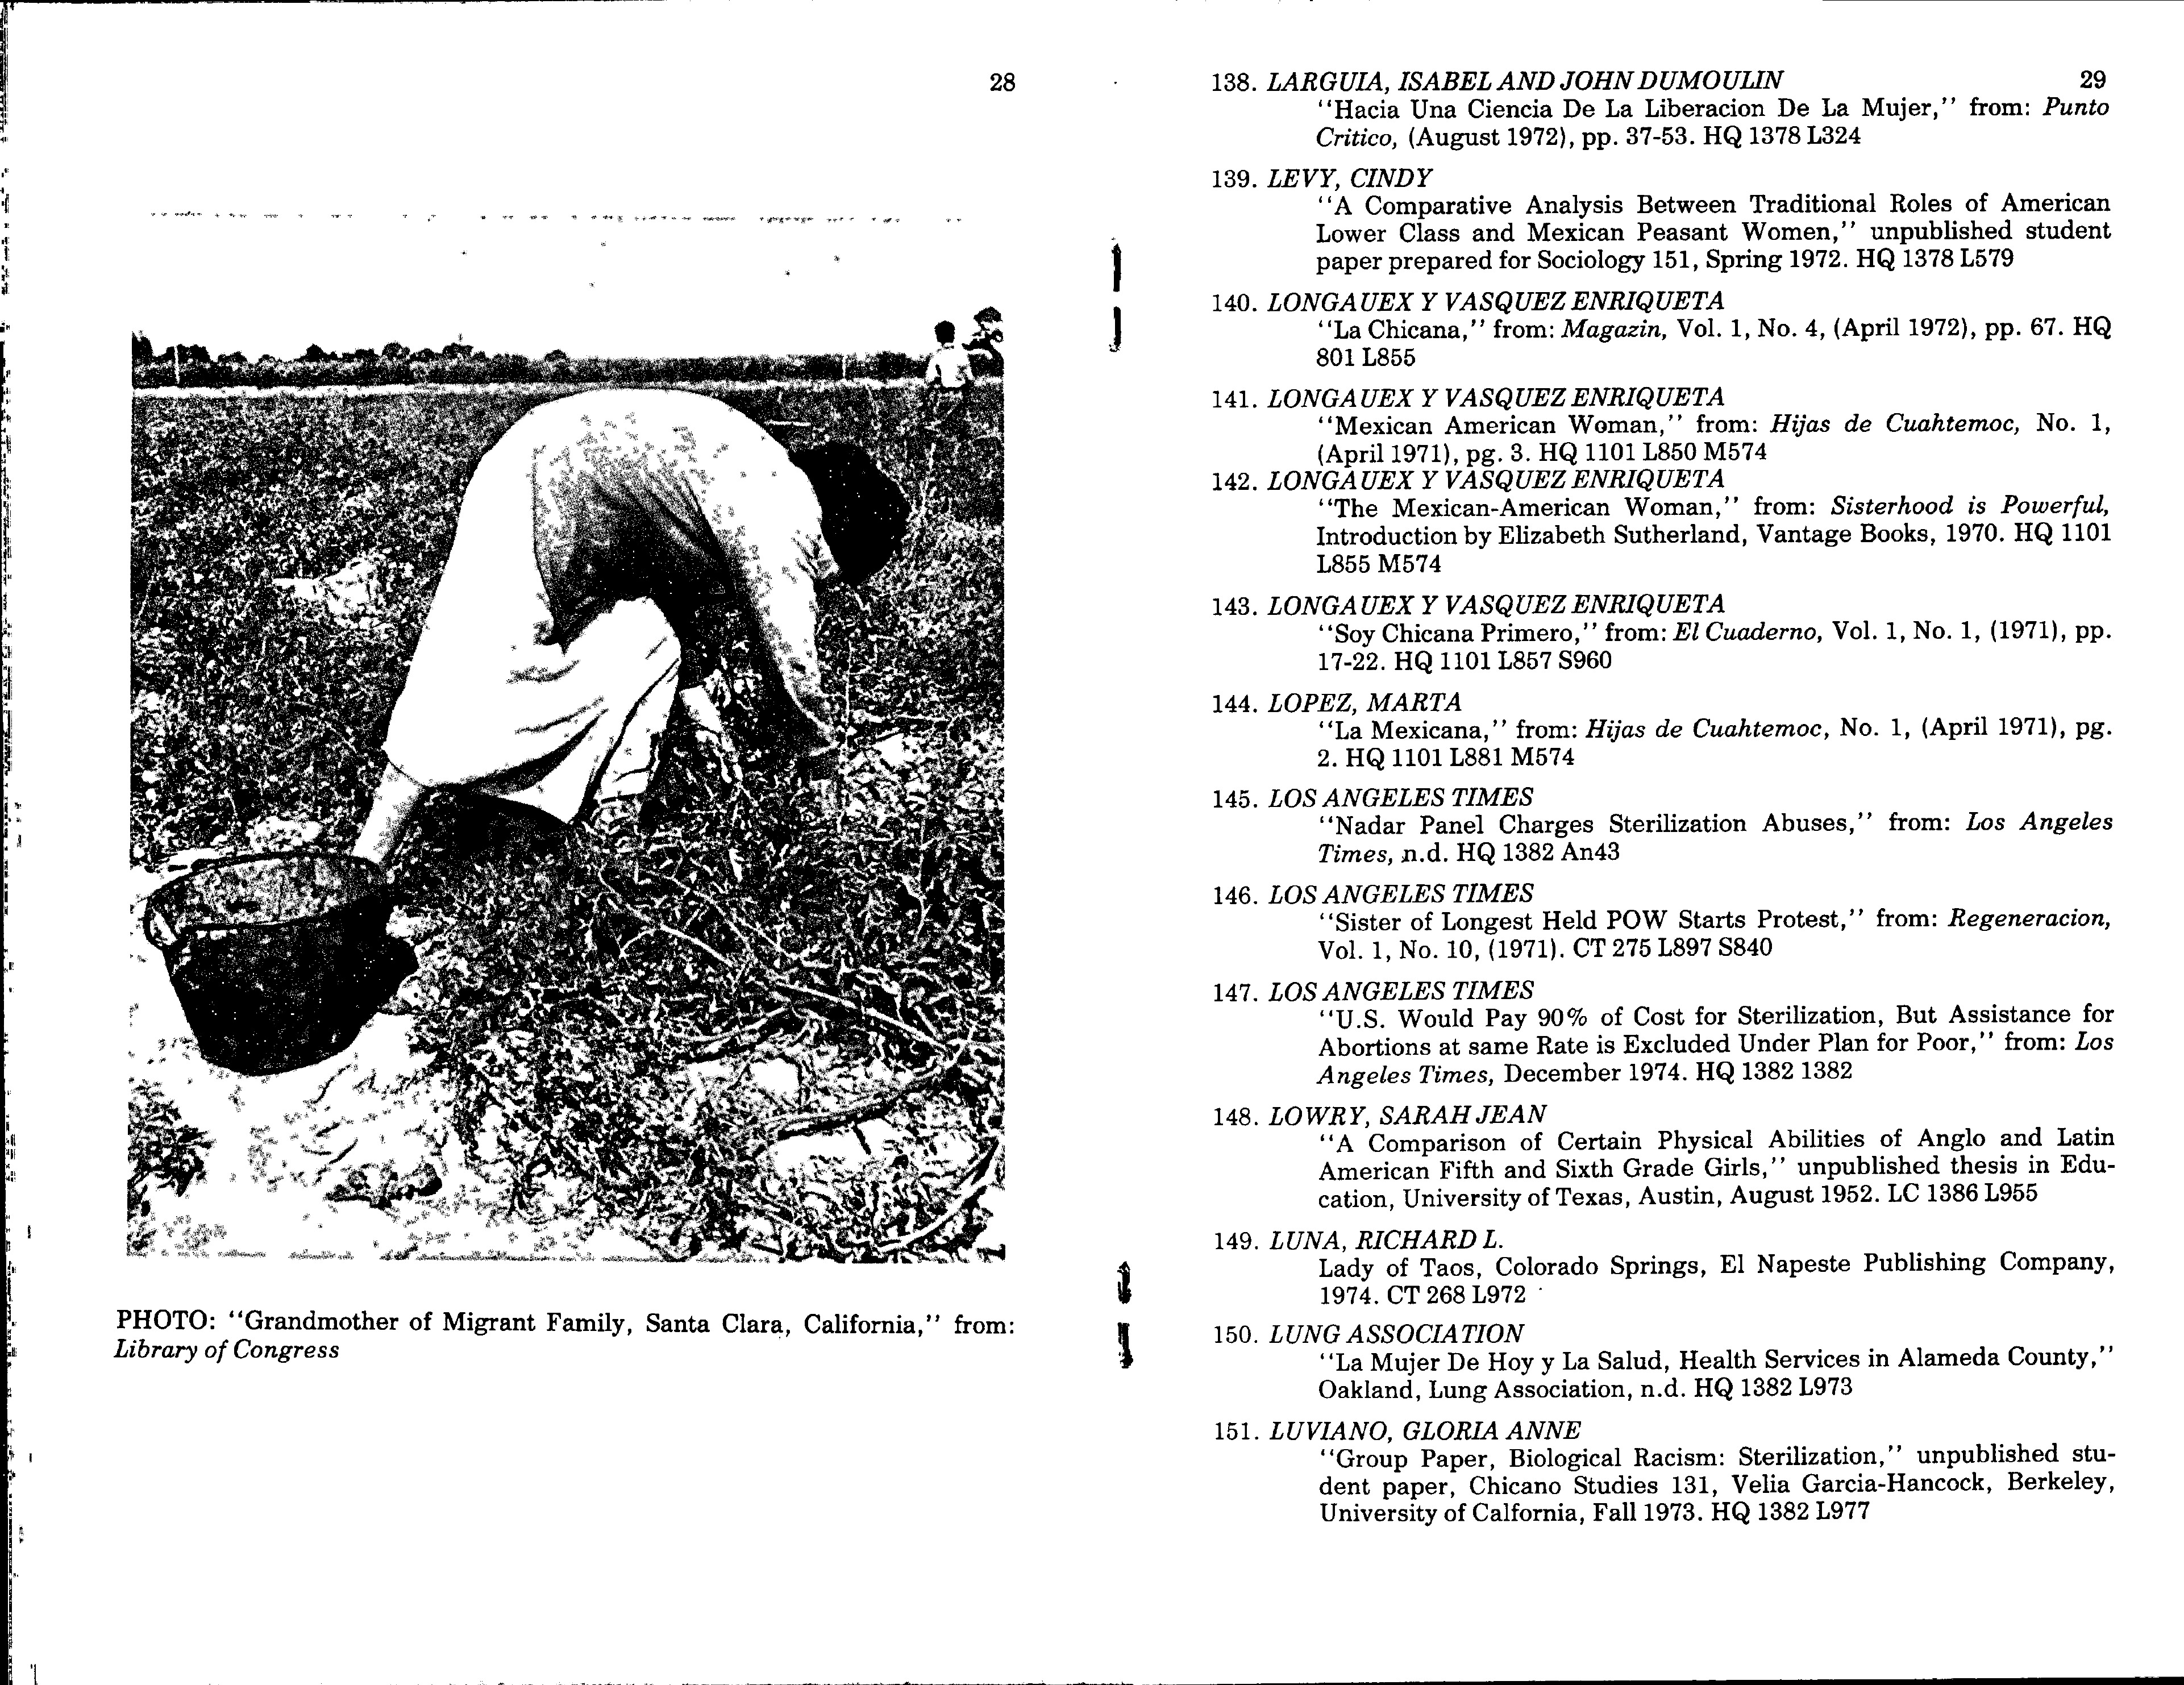 28
PHOTO: “Grandmother of Migrant Family, Santa Clara, California,” from:
Library of Congress
29
138. LARGUIA, ISABEL AND JOHN DUMOULIN
“Hacia Una Ciencia De La Liberacion De La Mujer,” from: Punto
Critico, (August 1972), pp. 37-53. HQ 1378 L324
139. LEVY, CINDY
“A Comparative Analysis Between Traditional Roles of American
Lower Class and Mexican Peasant Women,” unpublished student
paper prepared for Sociology 151, Spring 1972. HQ 1378 L579
140. LONGAUEX Y VASQUEZ ENRIQUETA
“La Chicana,” from: Magazin, Vol. 1, No. 4, (April 1972), pp. 67. HQ
801 L855
141. LONGAUEX Y VASQUEZ ENRIQUETA
“Mexican American Woman,” from: Hijas de Cuahtemoc, No. 1,
(April 1971), pg. 3. HQ 1101 L850 M574
142. LONGAUEX Y VASQUEZ ENRIQUETA
“The Mexican-American Woman,” from: Sisterhood is Powerful,
Introduction by Elizabeth Sutherland, Vantage Books, 1970. HQ 1101
L855 M574
143. LONGAUEX Y VASQUEZ ENRIQUETA
“Soy Chicana Primero,” from: El Cuaderno, Vol. 1, No. 1, (1971), pp.
17-22. HQ 1101 L857 S960
144. LOPEZ, MARTA
“La Mexicana,” from: Hijas de Cuahtemoc, No. 1, (April 1971), pg.
2. HQ 1101 L881 M574
145. LOS ANGELES TIMES
“Nadar Panel Charges Sterilization Abuses,” from: Los Angeles
Times, n.d. HQ 1382 An43
146. LOS ANGELES TIMES
“Sister of Longest Held POW Starts Protest,” from: Regeneracion,
Vol. 1, No. 10, (1971). CT 275 L897 S840
147. LOS ANGELES TIMES
“U.S. Would Pay 90% of Cost for Sterilization, But Assistance for
Abortions at same Rate is Excluded Under Plan for Poor,” from: Los
Angeles Times, December 1974. HQ 1382 1382
148. LOWRY, SARAH JEAN
“A Comparison of Certain Physical Abilities of Anglo and Latin
American Fifth and Sixth Grade Girls,” unpublished thesis in Edu-
cation, University of Texas, Austin, August 1952. LC 1386 L955
149. LUNA, RICHARD L.
Lady of Taos, Colorado Springs, El Napeste Publishing Company,
1974. CT 268 L972
150. LUNG ASSOCIATION
“La Mujer De Hoy y La Salud, Health Services in Alameda County,”
Oakland, Lung Association, n.d. HQ 1382 L973
151. LUVIANO, GLORIA ANNE
“Group Paper, Biological Racism: Sterilization,” unpublished stu-
dent paper, Chicano Studies 131, Velia Garcia-Hancock, Berkeley,
University of Calfornia, Fall 1973. HQ 1382 L977